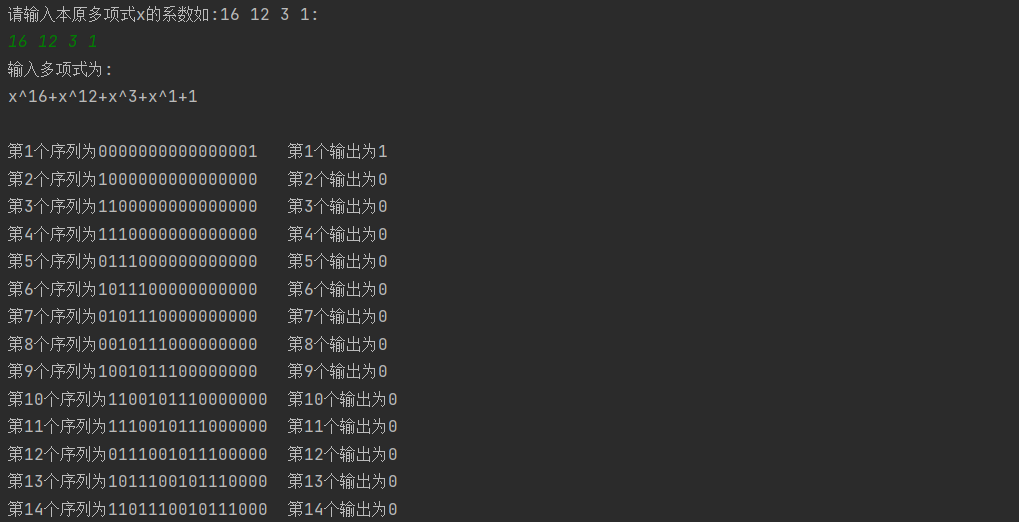 请输入本原多项式x的系数如:16 12 3 1:
16 12 3 1
输入多项式为:
x^16+x^12+x^3+x^1+1
第1个序列为0000000000000001 第1个输出为1
第2个序列为1000000000000000 第2个输出为0
第3个序列为1100000000000000 第3个输出为0
第4个序列为1110000000000000 第4个输出为0
第5个序列为0111000000000000 第5个输出为0
第6个序列为1011100000000000 第6个输出为0
第7个序列为0101110000000000 第7个输出为0
第8个序列为0010111000000000 第8个输出为0
第9个序列为1001011100000000 第9个输出为0
第10个序列为1100101110000000 第10个输出为0
第11个序列为1110010111000000 第11个输出为0
第12个序列为0111001011100000 第12个输出为0
第13个序列为1011100101110000 第13个输出为0
第14个序列为1101110010111000 第14个输出为0